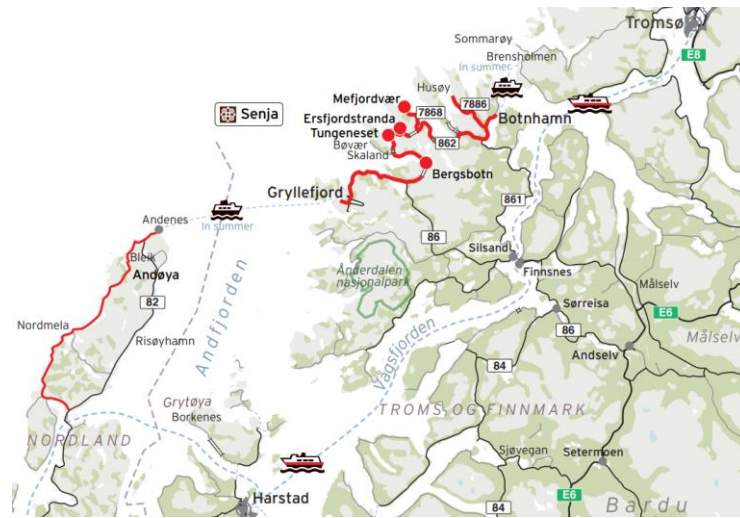 Tromsø
Sommarøy
Brensholmen
E8
In summer
Husøy
Mefjordvær
7868
7886
Senja
Ersfjordstranda
Botnhamn
Tungeneset
862
Bøvær
Skaland
Bergsbotn
Gryllefjord
861
Andenes
In summer
86
Silsand
Bleik
Andøya
Ånderdalen
nasjonalpark
Finnsnes
Målselv
82
Andfjorden
Sørreisa
E6
Nordmela
86
Målselv
Risøyhamn
Vågsfjorden
84
Andselv
Grytøya
Borkenes
TROMS OG FINNMARK
NORDLAND
Sjøvegan
Setermoen
Harstad
E6
84
Bardu